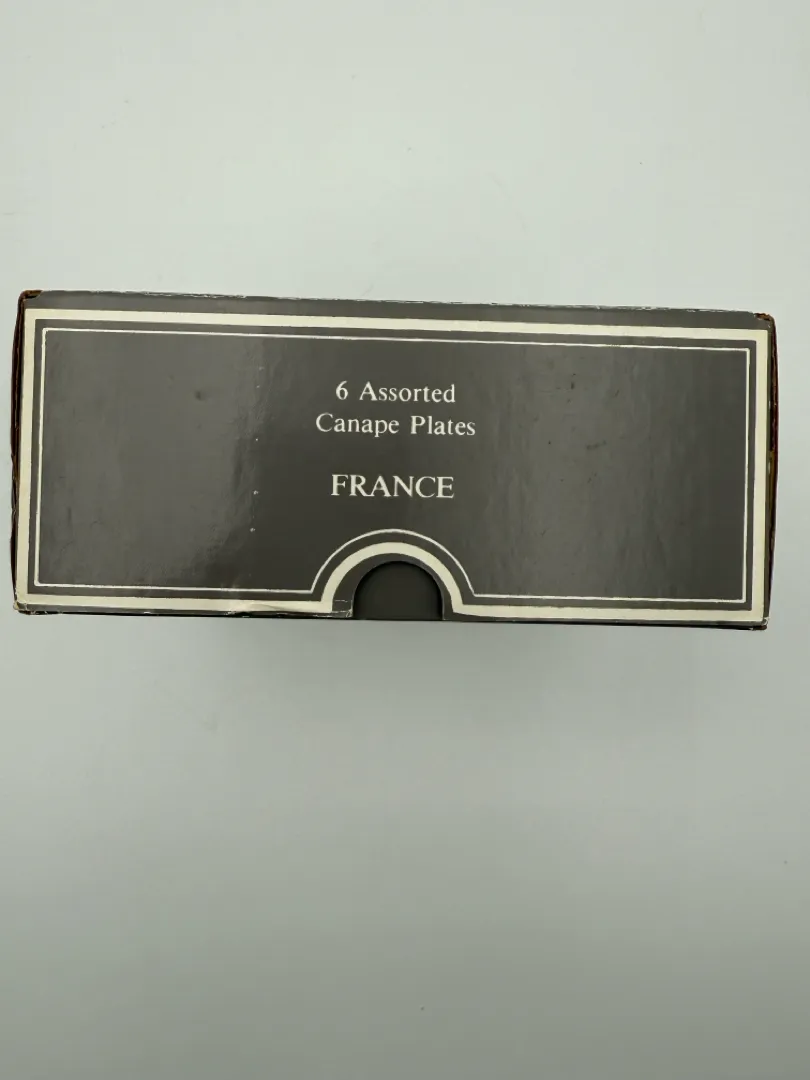 6 Assorted
Canape Plates
FRANCE